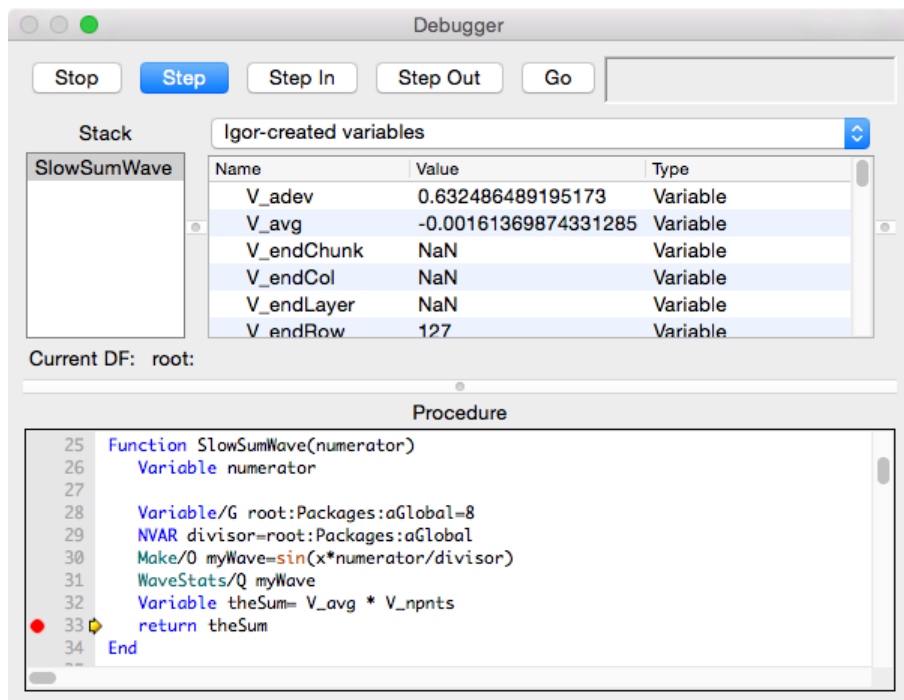 Debugger
Stop Step Step In Step Out Go
Stack Igor-created variables
SlowSumWave
Name Value Type
V_adev 0.632486489195173 Variable
V_avg -0.00161369874331285 Variable
V_endChunk NaN Variable
V_endCol NaN Variable
V_endLayer NaN Variable
V_endRow 127 Variable
Current DF: root:
Procedure
25 Function SlowSumWave(numerator)
26 Variable numerator
27
28 Variable/G root:Packages:aGlobal=8
29 NVAR divisor=root:Packages:aGlobal
30 Make/O myWave=sin(x*numerator/divisor)
31 WaveStats/Q myWave
32 Variable theSum= V_avg * V_npnts
33 return theSum
34 End